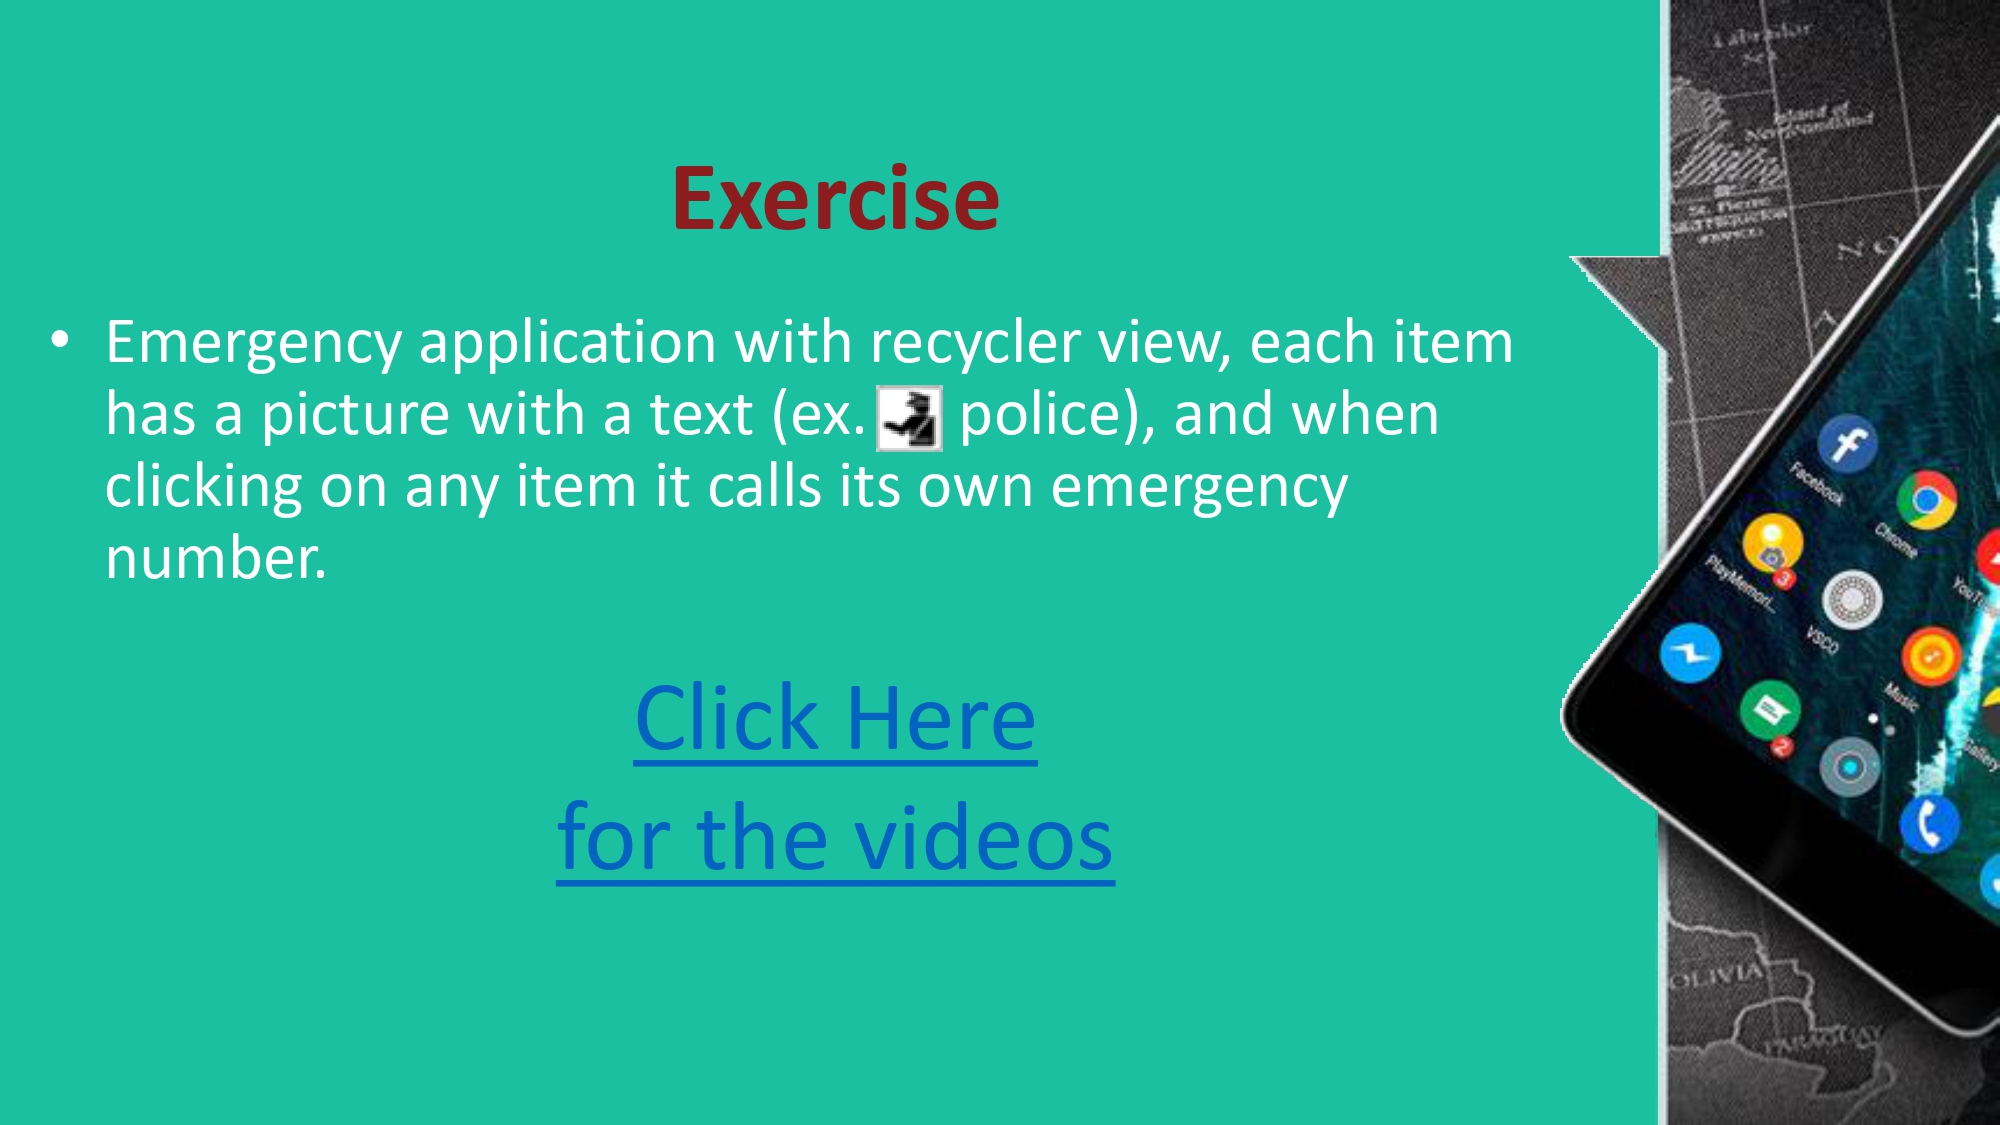 Exercise
• Emergency application with recycler view, each item
has a picture with a text (ex. police), and when
clicking on any item it calls its own emergency
number.
Click Here
for the videos
Labrador
Island of
Newfoundland
St. Pierre
Facebook
Chrome
PlayMemori...
3
VSCO
Music
2
Gallery
OLIVIA
PARAGUAY